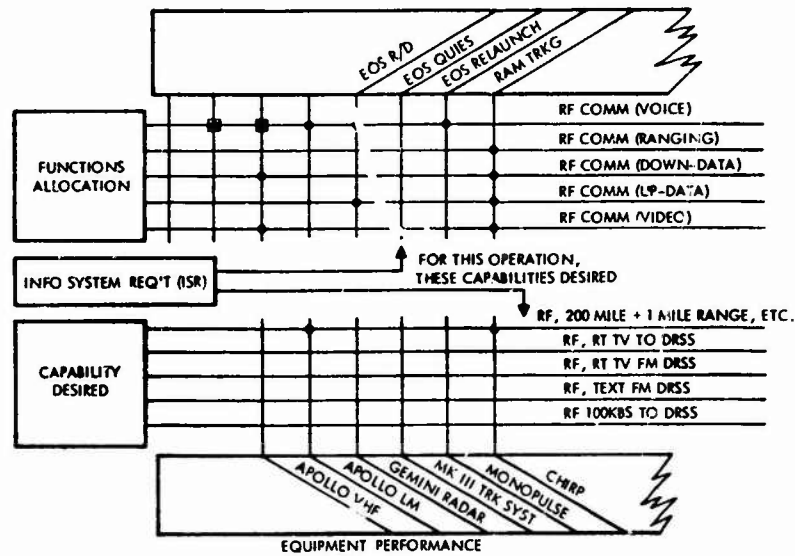 EOS R/D
EOS QUIES
EOS RELAUNCH
RAM TRKG
RF COMM (VOICE)
RF COMM (RANGING)
RF COMM (DOWN-DATA)
RF COMM (UP-DATA)
RF COMM (VIDEO)
FUNCTIONS
ALLOCATION
INFO SYSTEM REQ'T (ISR)
FOR THIS OPERATION,
THESE CAPABILITIES DESIRED
RF, 200 MILE + 1 MILE RANGE, ETC.
RF, RT TV TO DRSS
RF, RT TV FM DRSS
RF, TEXT FM DRSS
RF 100KBS TO DRSS
CAPABILITY
DESIRED
APOLLO VHF
APOLLO LM
GEMINI RADAR
MK III TRK SYST
MONOPULSE
CHIRP
EQUIPMENT PERFORMANCE